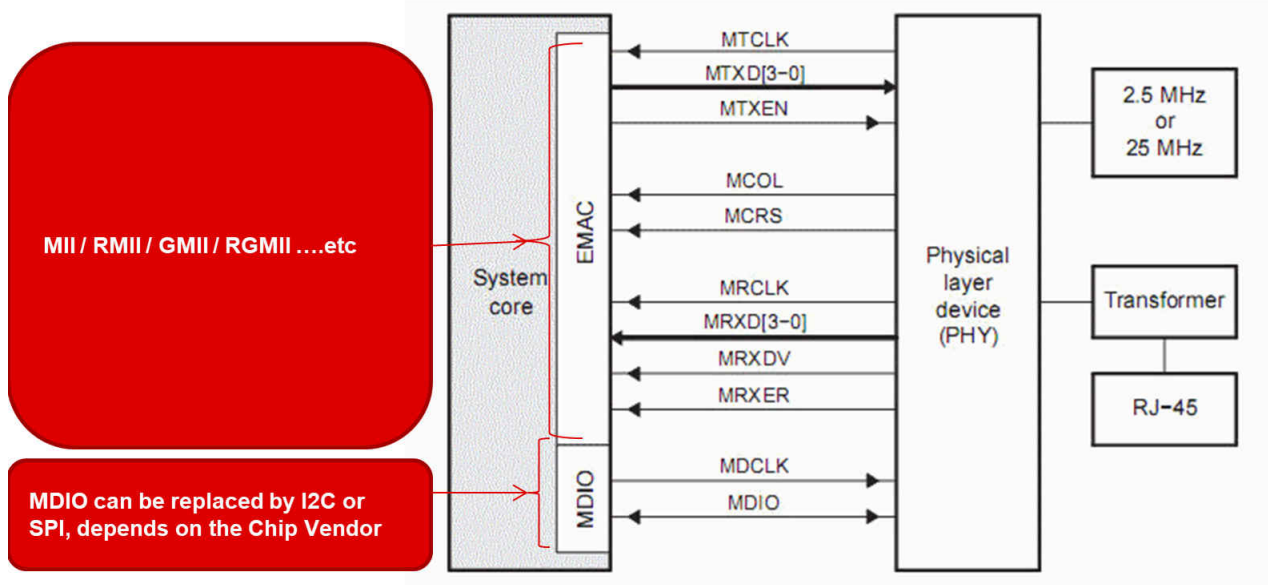 MII / RMII / GMII / RGMII ....etc
MDIO can be replaced by I2C or
SPI, depends on the Chip Vendor
System
core
EMAC
MDIO
MTCLK
MTXD[3−0]
MTXEN
MCOL
MCRS
MRCLK
MRXD[3−0]
MRXDV
MRXER
MDCLK
MDIO
Physical
layer
device
(PHY)
2.5 MHz
or
25 MHz
Transformer
RJ−45